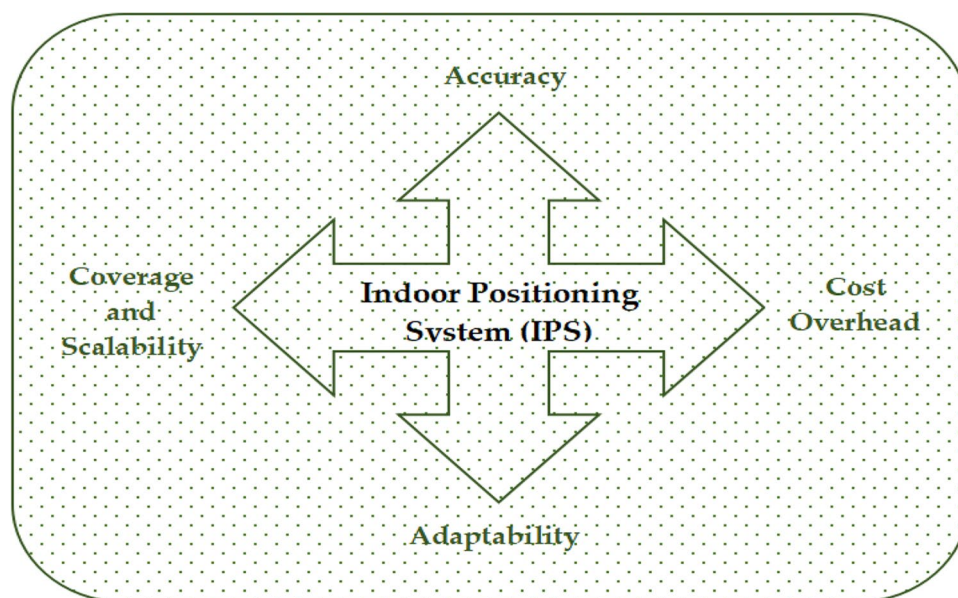 Accuracy
Coverage
and
Scalability
Indoor Positioning
System (IPS)
Cost
Overhead
Adaptability